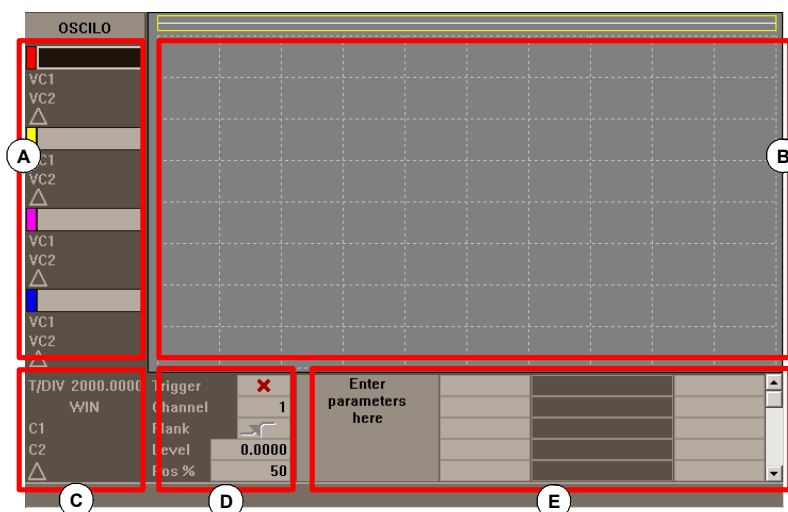 OSCILO
VC1
VC2
△
A
C1
VC2
△
VC1
VC2
△
VC1
VC2
△
B
T/DIV 2000.0000
WIN
C1
C2
△
C
Trigger
Channel 1
Flank
Level 0.0000
Pos % 50
D
Enter
parameters
here
E